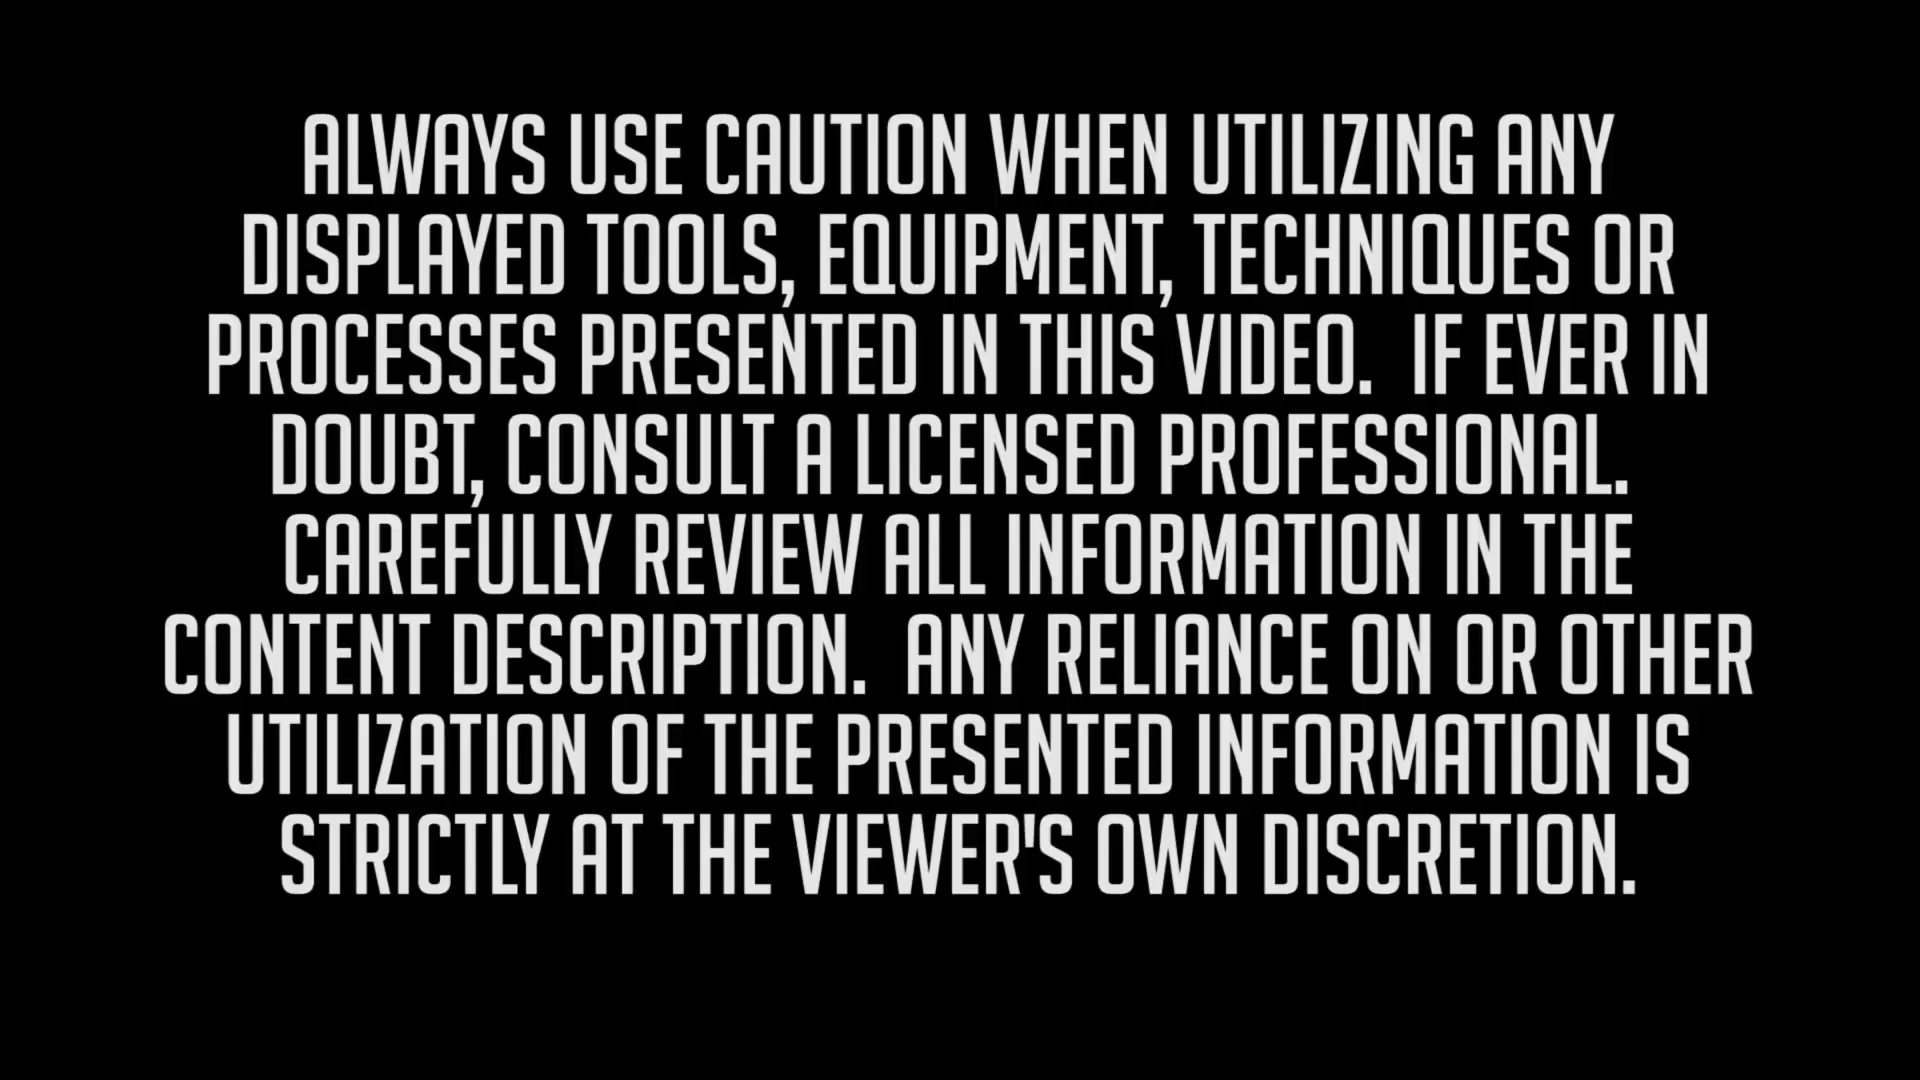 ALWAYS USE CAUTION WHEN UTILIZING ANY
DISPLAYED TOOLS, EQUIPMENT, TECHNIQUES OR
PROCESSES PRESENTED IN THIS VIDEO.  IF EVER IN
DOUBT, CONSULT A LICENSED PROFESSIONAL.
CAREFULLY REVIEW ALL INFORMATION IN THE
CONTENT DESCRIPTION.  ANY RELIANCE ON OR OTHER
UTILIZATION OF THE PRESENTED INFORMATION IS
STRICTLY AT THE VIEWER'S OWN DISCRETION.